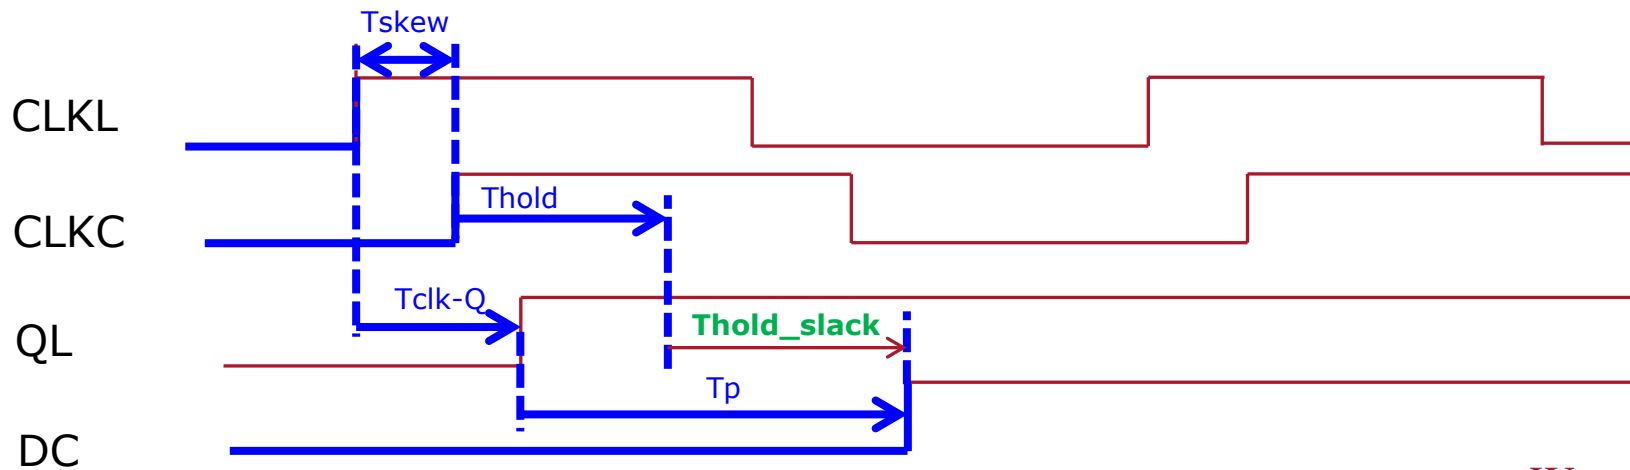 Tskew
CLKL
Thold
CLKC
Tclk-Q
QL
Thold_slack
Tp
DC